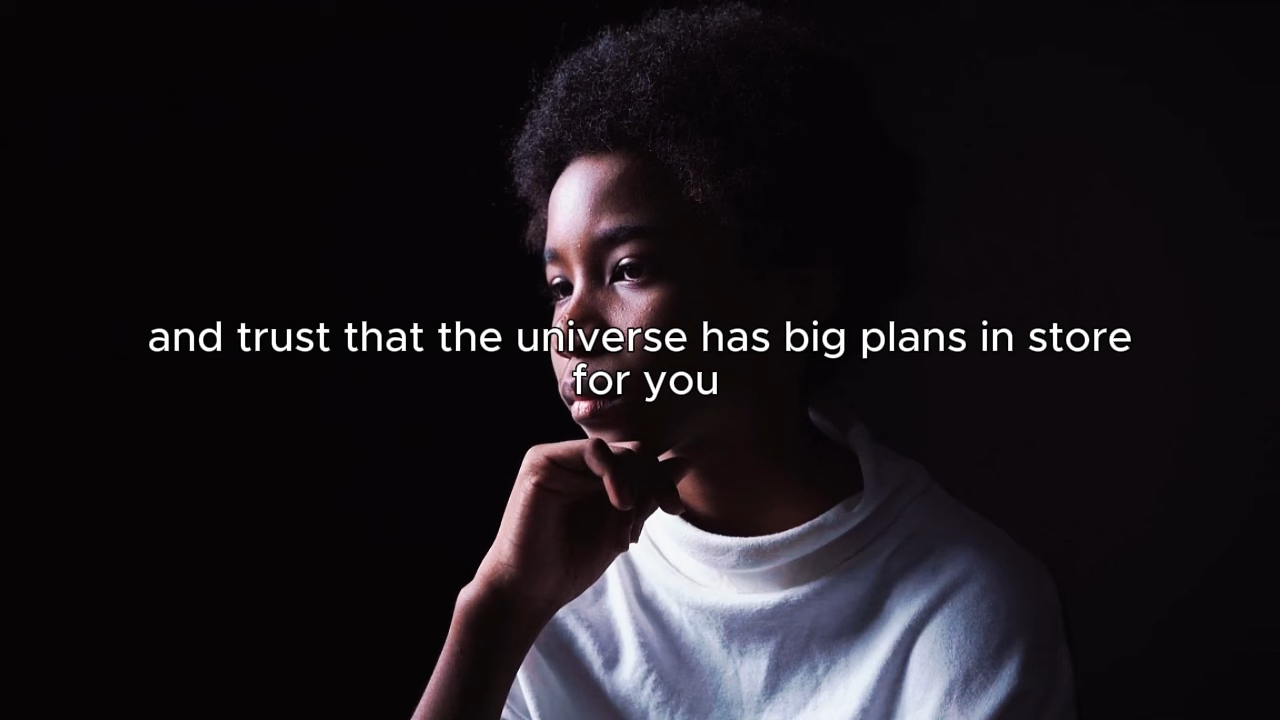 and trust that the universe has big plans in store
for you